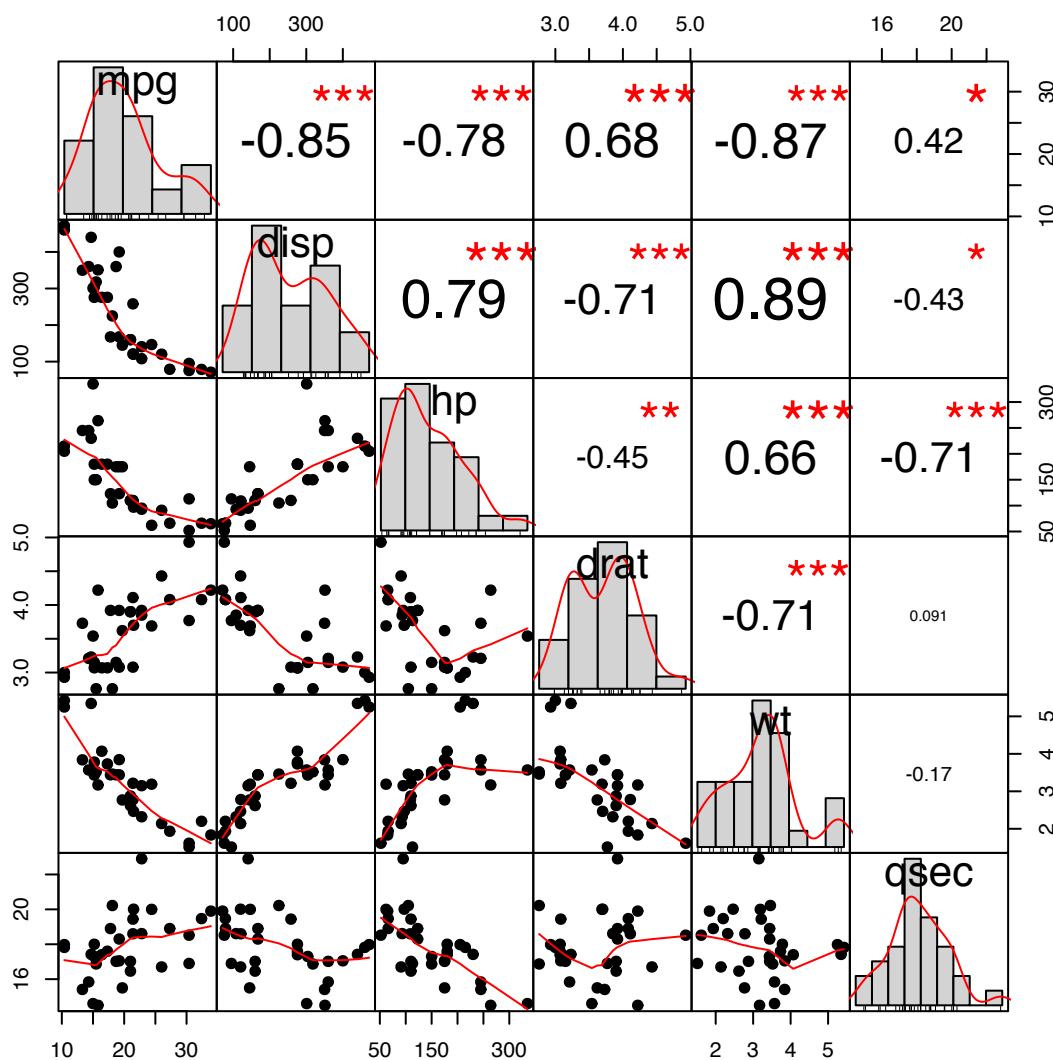 100 300 3.0 4.0 5.0 16 20
mpg *** -0.85 *** -0.78 *** 0.68 *** -0.87 * 0.42 10 20 30
100 300 disp *** 0.79 *** -0.71 *** 0.89 * -0.43
hp ** -0.45 *** 0.66 *** -0.71 50 150 300
3.0 4.0 5.0 drat *** -0.71 0.091
wt -0.17 2 3 4 5
16 20 qsec
10 20 30 50 150 300 2 3 4 5